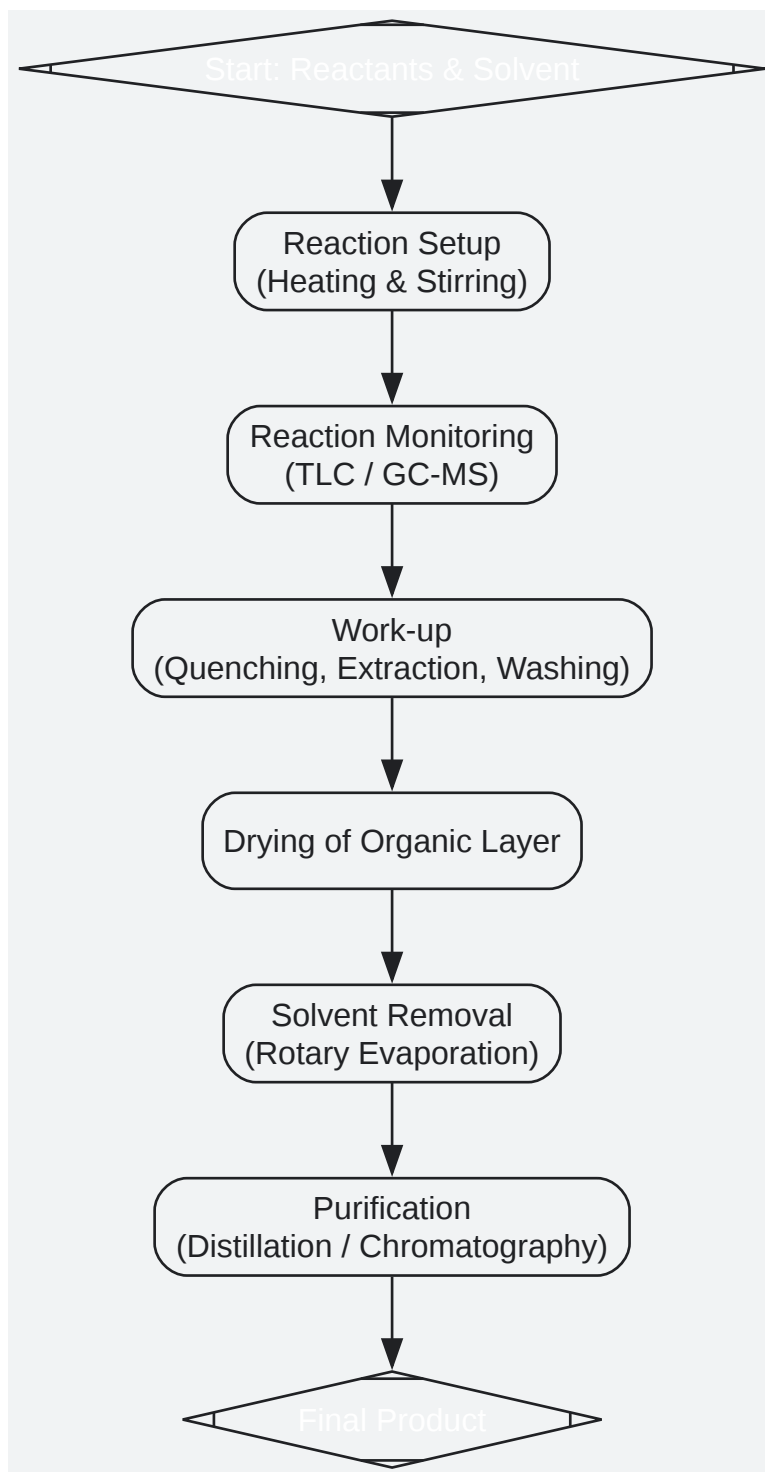 Start: Reactants & Solvent
Reaction Setup
(Heating & Stirring)
Reaction Monitoring
(TLC / GC-MS)
Work-up
(Quenching, Extraction, Washing)
Drying of Organic Layer
Solvent Removal
(Rotary Evaporation)
Purification
(Distillation / Chromatography)
Final Product